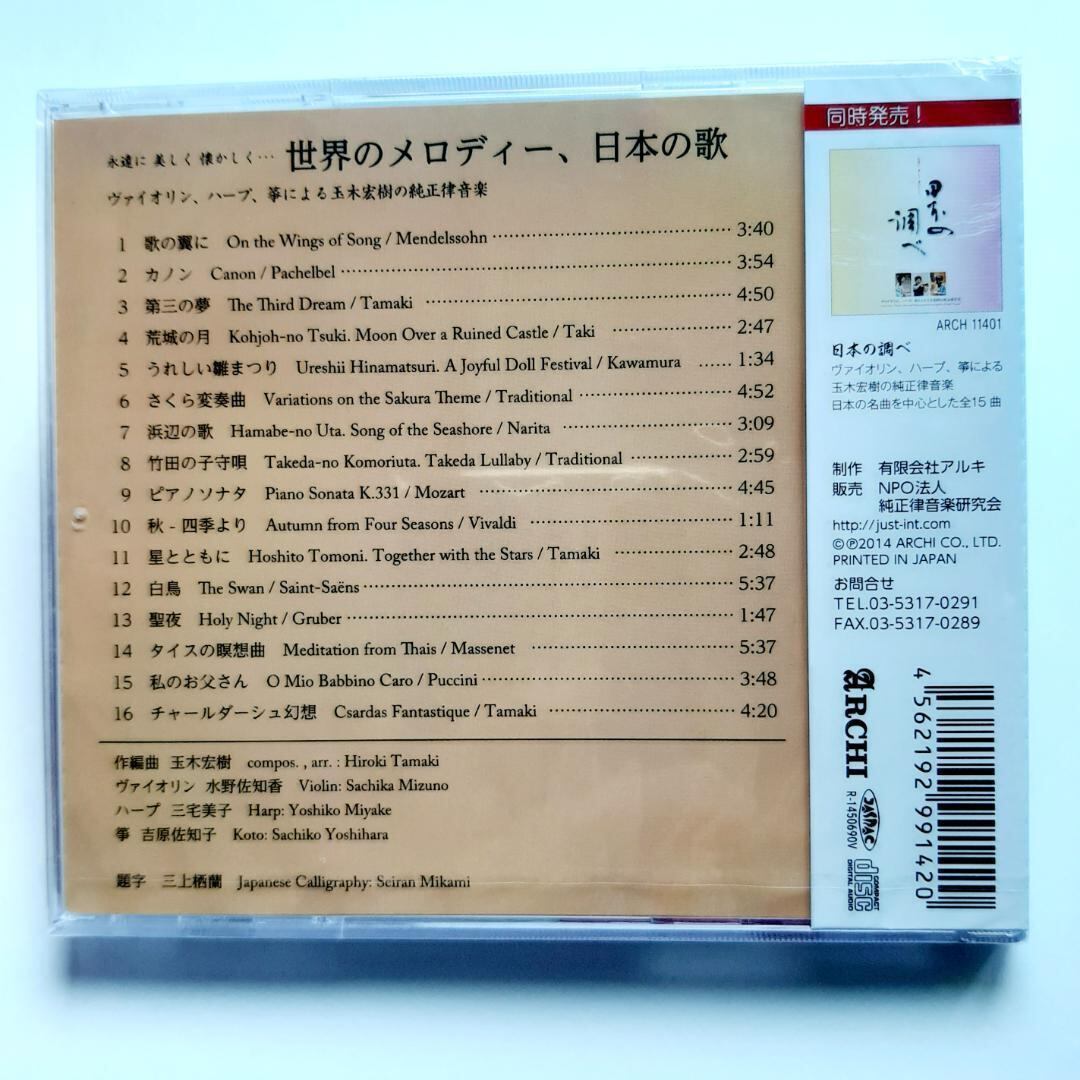 永遠に 美しく 懐かしく… 世界のメロディー、日本の歌
ヴァイオリン、ハープ、箏による玉木宏樹の純正律音楽
1 歌の翼に On the Wings of Song / Mendelssohn 3:40
2 カノン Canon / Pachelbel 3:54
3 第三の夢 The Third Dream / Tamaki 4:50
4 荒城の月 Kohjoh-no Tsuki. Moon Over a Ruined Castle / Taki 2:47
5 うれしい雛まつり Ureshii Hinamatsuri. A Joyful Doll Festival / Kawamura 1:34
6 さくら変奏曲 Variations on the Sakura Theme / Traditional 4:52
7 浜辺の歌 Hamabe-no Uta. Song of the Seashore / Narita 3:09
8 竹田の子守唄 Takeda-no Komoriuta. Takeda Lullaby / Traditional 2:59
9 ピアノソナタ Piano Sonata K.331 / Mozart 4:45
10 秋 - 四季より Autumn from Four Seasons / Vivaldi 1:11
11 星とともに Hoshito Tomoni. Together with the Stars / Tamaki 2:48
12 白鳥 The Swan / Saint-Saëns 5:37
13 聖夜 Holy Night / Gruber 1:47
14 タイスの瞑想曲 Meditation from Thais / Massenet 5:37
15 私のお父さん O Mio Babbino Caro / Puccini 3:48
16 チャールダーシュ幻想 Csardas Fantastique / Tamaki 4:20
作編曲 玉木宏樹 compos. , arr. : Hiroki Tamaki
ヴァイオリン 水野佐知香 Violin: Sachika Mizuno
ハープ 三宅美子 Harp: Yoshiko Miyake
箏 吉原佐知子 Koto: Sachiko Yoshihara
題字 三上栖蘭 Japanese Calligraphy: Seiran Mikami
同時発売！
日本の
調べ
ARCH 11401
日本の調べ
ヴァイオリン、ハープ、箏による
玉木宏樹の純正律音楽
日本の名曲を中心とした全15曲
制作 有限会社アルキ
販売 NPO法人
純正律音楽研究会
http://just-int.com
©℗2014 ARCHI CO., LTD.
PRINTED IN JAPAN
お問合せ
TEL.03-5317-0291
FAX.03-5317-0289
ARCHI
JASRAC
R-1450690V
COMPACT
disc
DIGITAL AUDIO
4 562192 991420